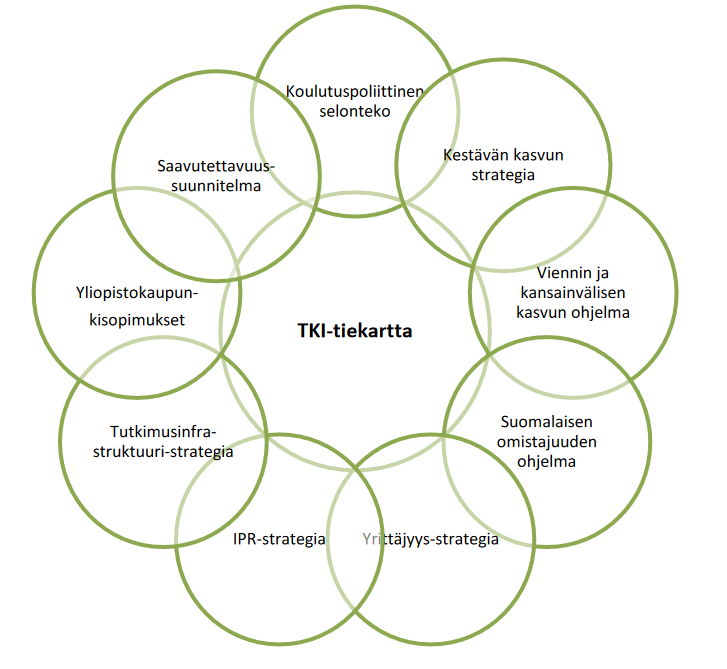 Koulutuspoliittinen
selonteko
Kestävän kasvun
strategia
Saavutettavuus-
suunnitelma
Viennin ja
kansainvälisen
kasvun ohjelma
Yliopistokaupun-
kisopimukset
TKI-tiekartta
Suomalaisen
omistajuuden
ohjelma
Tutkimusinfra-
struktuuri-strategia
IPR-strategia
Yrittäjyys-strategia